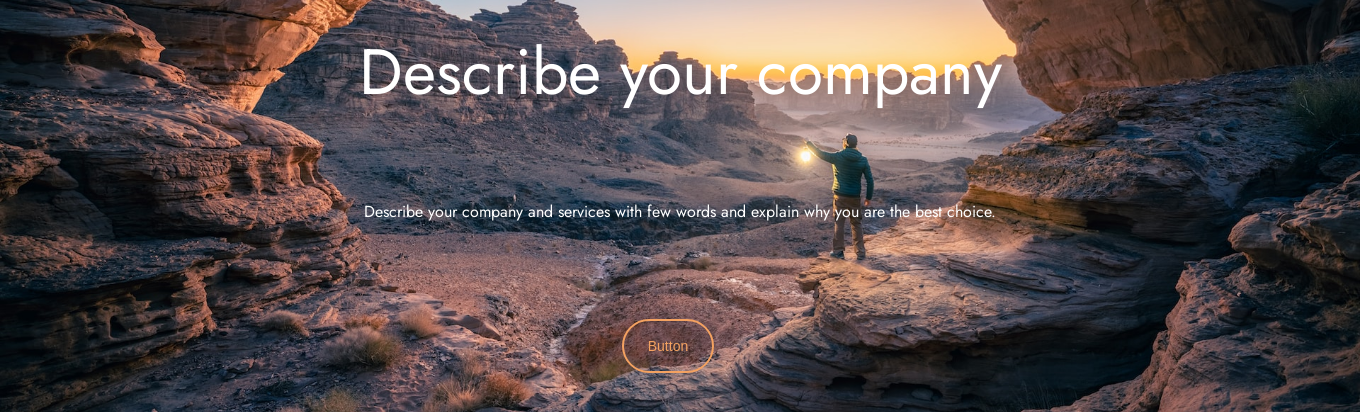 Describe your company
Describe your company and services with few words and explain why you are the best choice.
Button